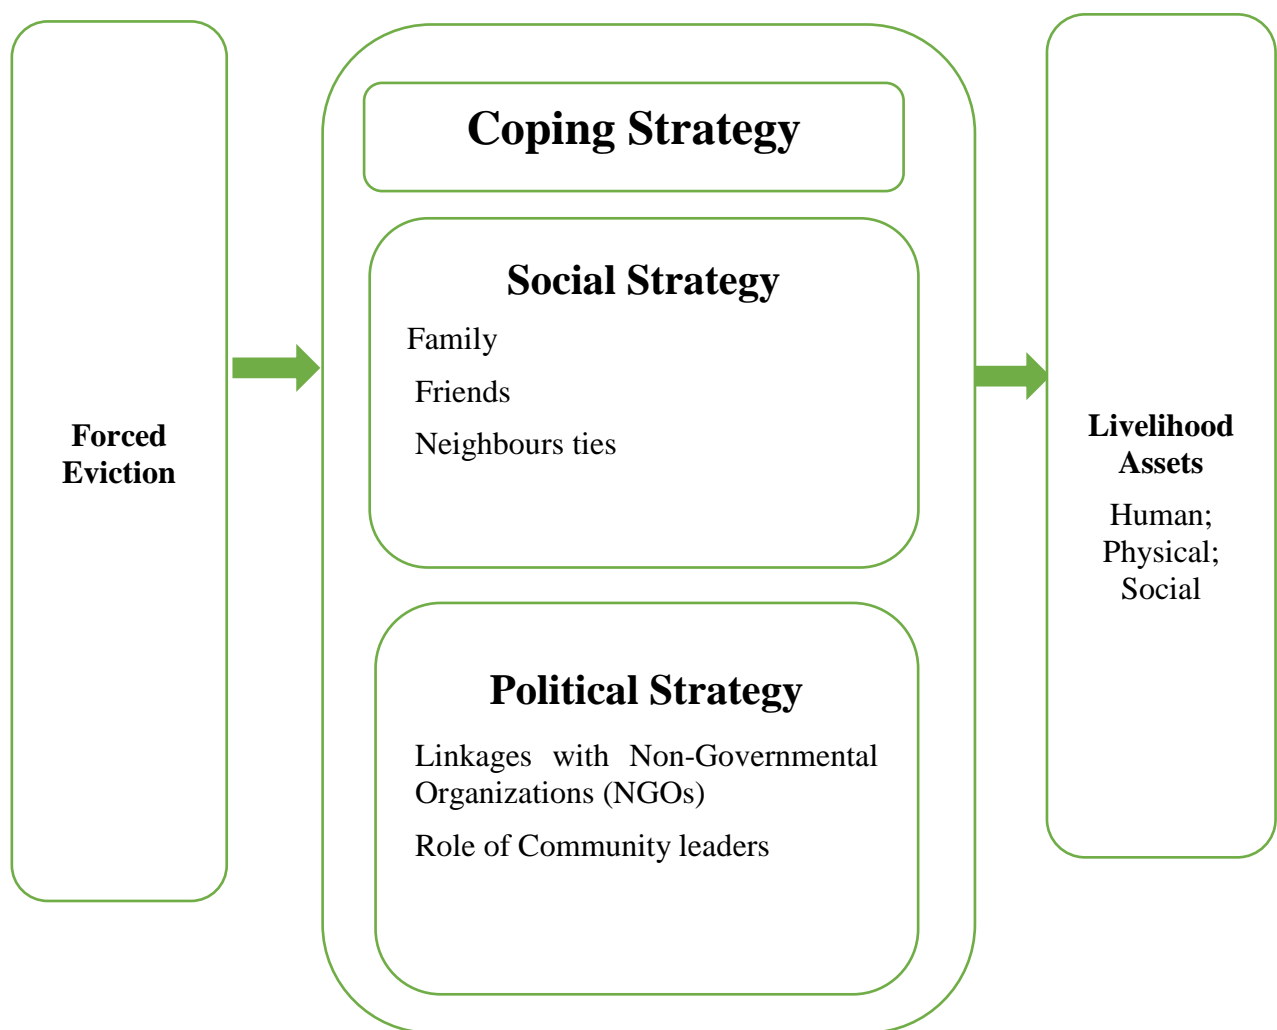 Forced
Eviction
Coping Strategy
Social Strategy
Family
Friends
Neighbours ties
Political Strategy
Linkages with Non-Governmental
Organizations (NGOs)
Role of Community leaders
Livelihood
Assets
Human;
Physical;
Social